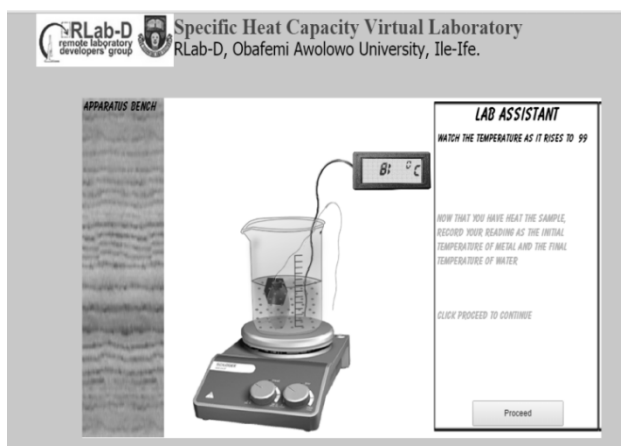 RLab-D
remote laboratory
developers' group
Specific Heat Capacity Virtual Laboratory
RLab-D, Obafemi Awolowo University, Ile-Ife.
APPARATUS BENCH
LAB ASSISTANT
WATCH THE TEMPERATURE AS IT RISES TO 99
°C
NOW THAT YOU HAVE HEAT THE SAMPLE,
RECORD YOUR READING AS THE INITIAL
TEMPERATURE OF METAL AND THE FINAL
TEMPERATURE OF WATER
CLICK PROCEED TO CONTINUE
Proceed